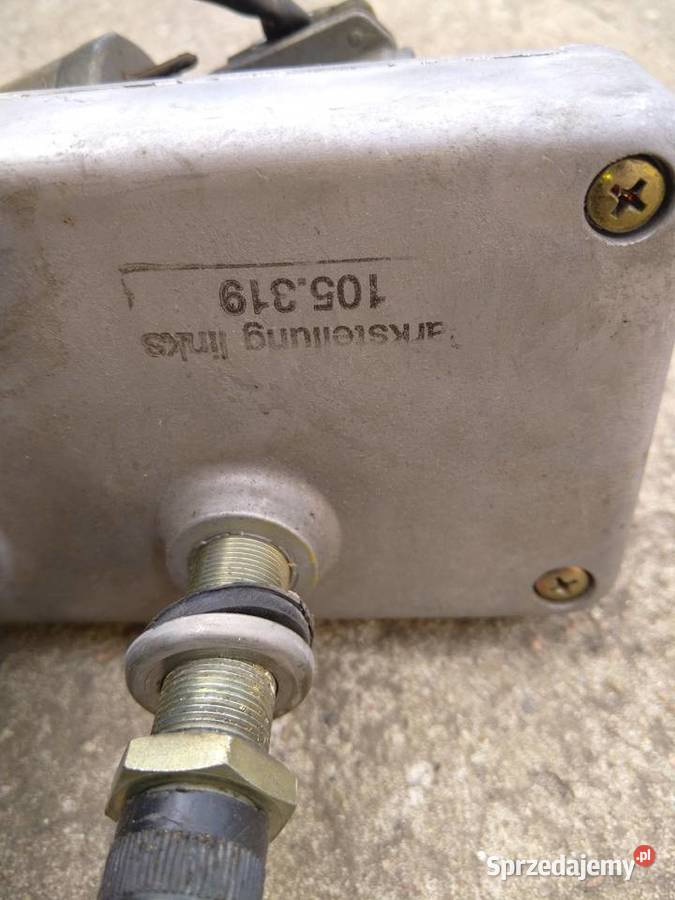 arkstellung links
105.319
Sprzedajemy.pl